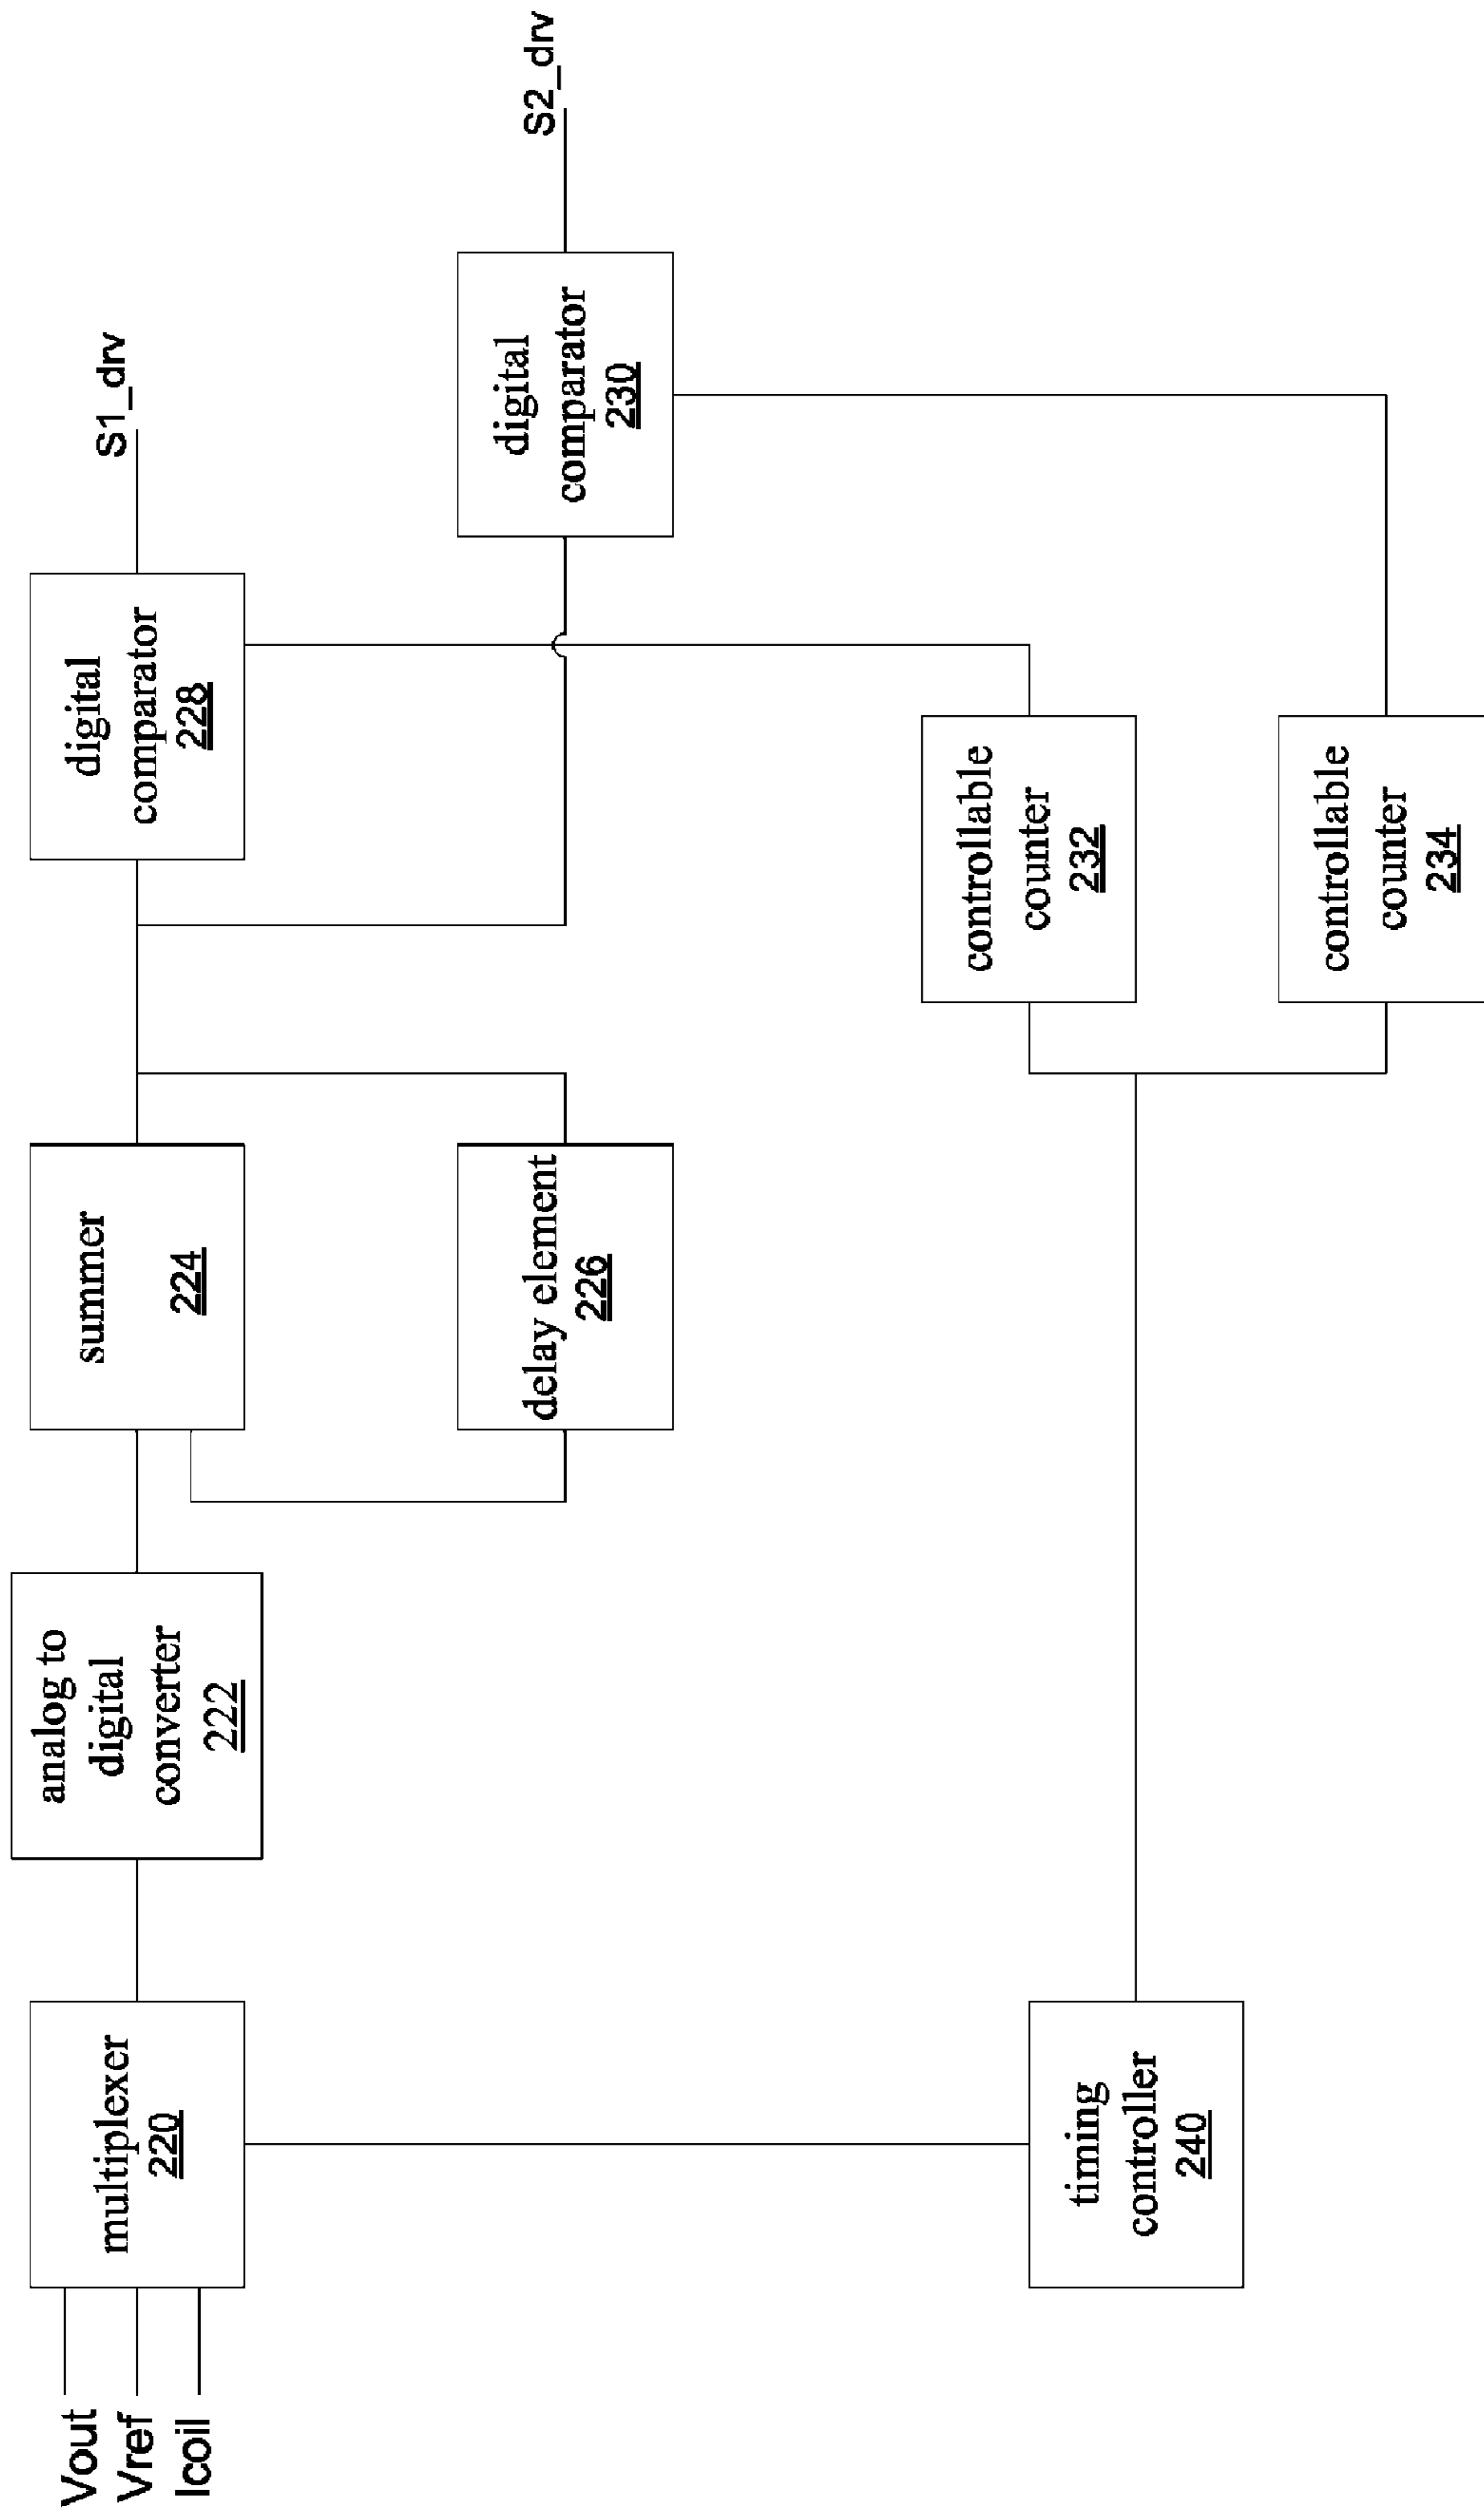 Vout
Vref
Icoil
multiplexer
220
analog to
digital
converter
222
summer
224
delay element
226
digital
comparator
228
S1_drv
digital
comparator
230
S2_drv
timing
controller
240
controllable
counter
232
controllable
counter
234